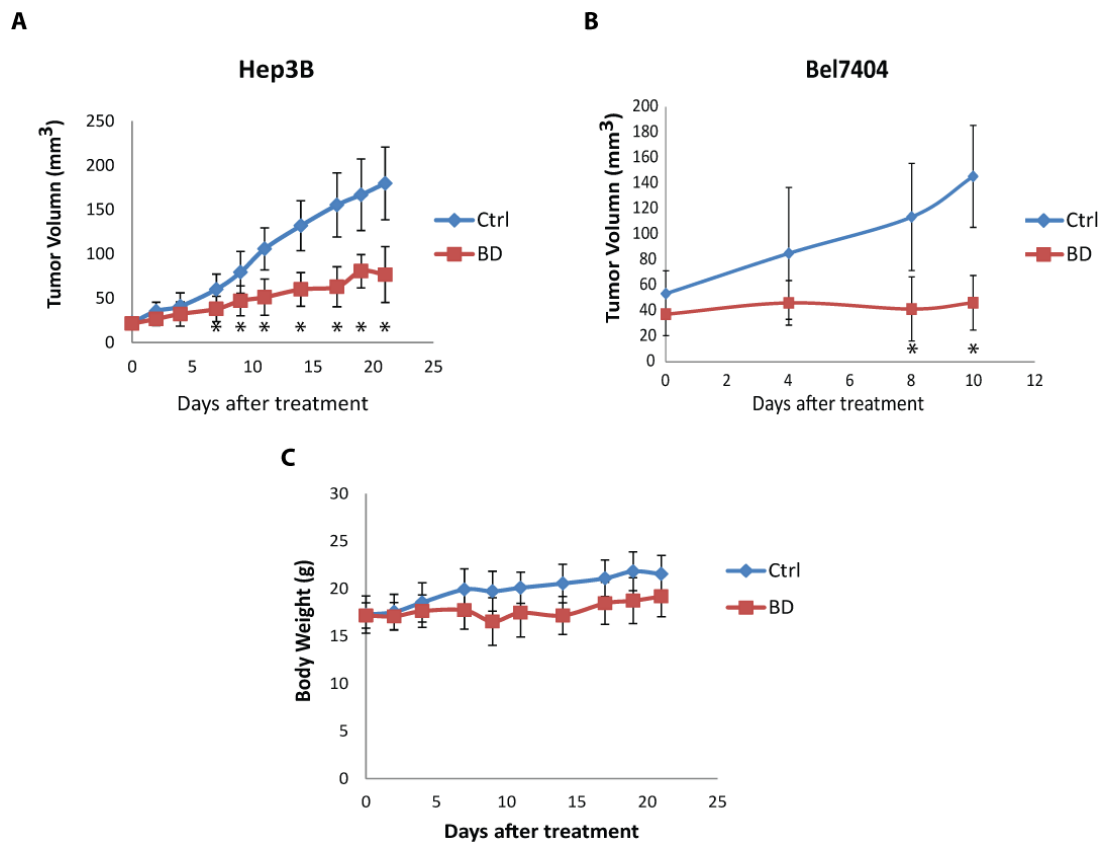 A
Hep3B
Tumor Volumn (mm³)
250
200
150
100
50
0
0 5 10 15 20 25
* * * * * * *
Days after treatment
Ctrl
BD
B
Bel7404
Tumor Volumn (mm³)
200
180
160
140
120
100
80
60
40
20
0
0 2 4 6 8 10 12
* *
Days after treatment
Ctrl
BD
C
Body Weight (g)
30
25
20
15
10
5
0
0 5 10 15 20 25
Days after treatment
Ctrl
BD